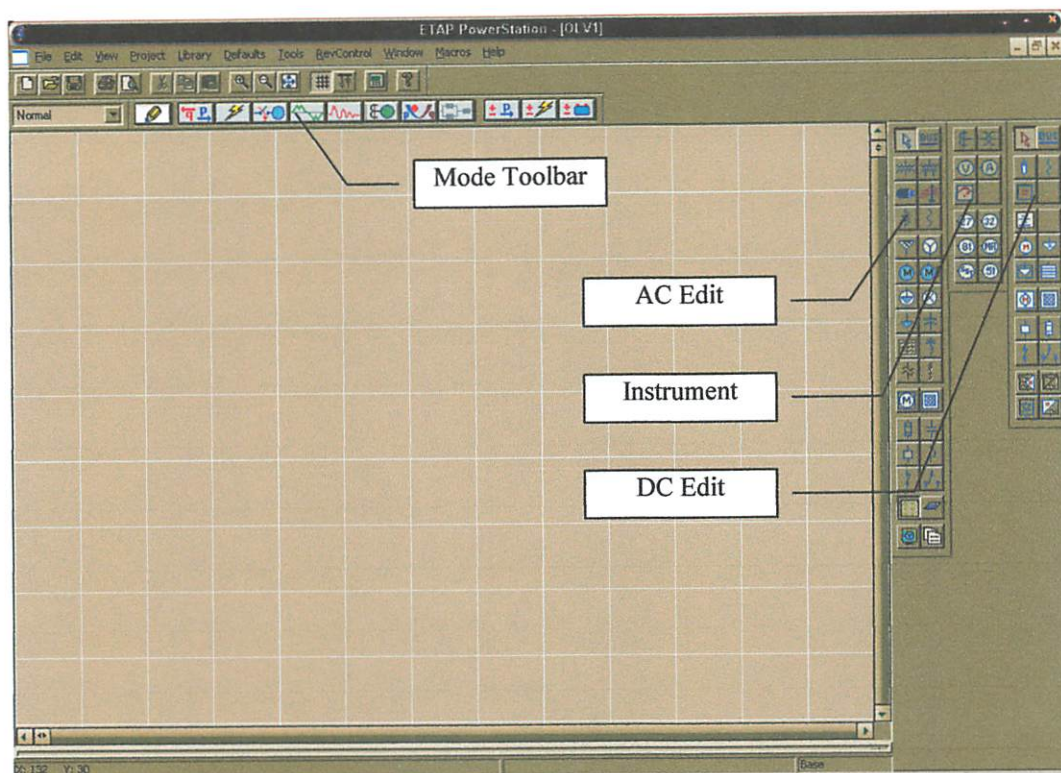 ETAP PowerStation - [OLV1]
File Edit View Project Library Defaults Tools RevControl Window Macros Help
Normal
Mode Toolbar
AC Edit
Instrument
DC Edit
Y: 30
Base